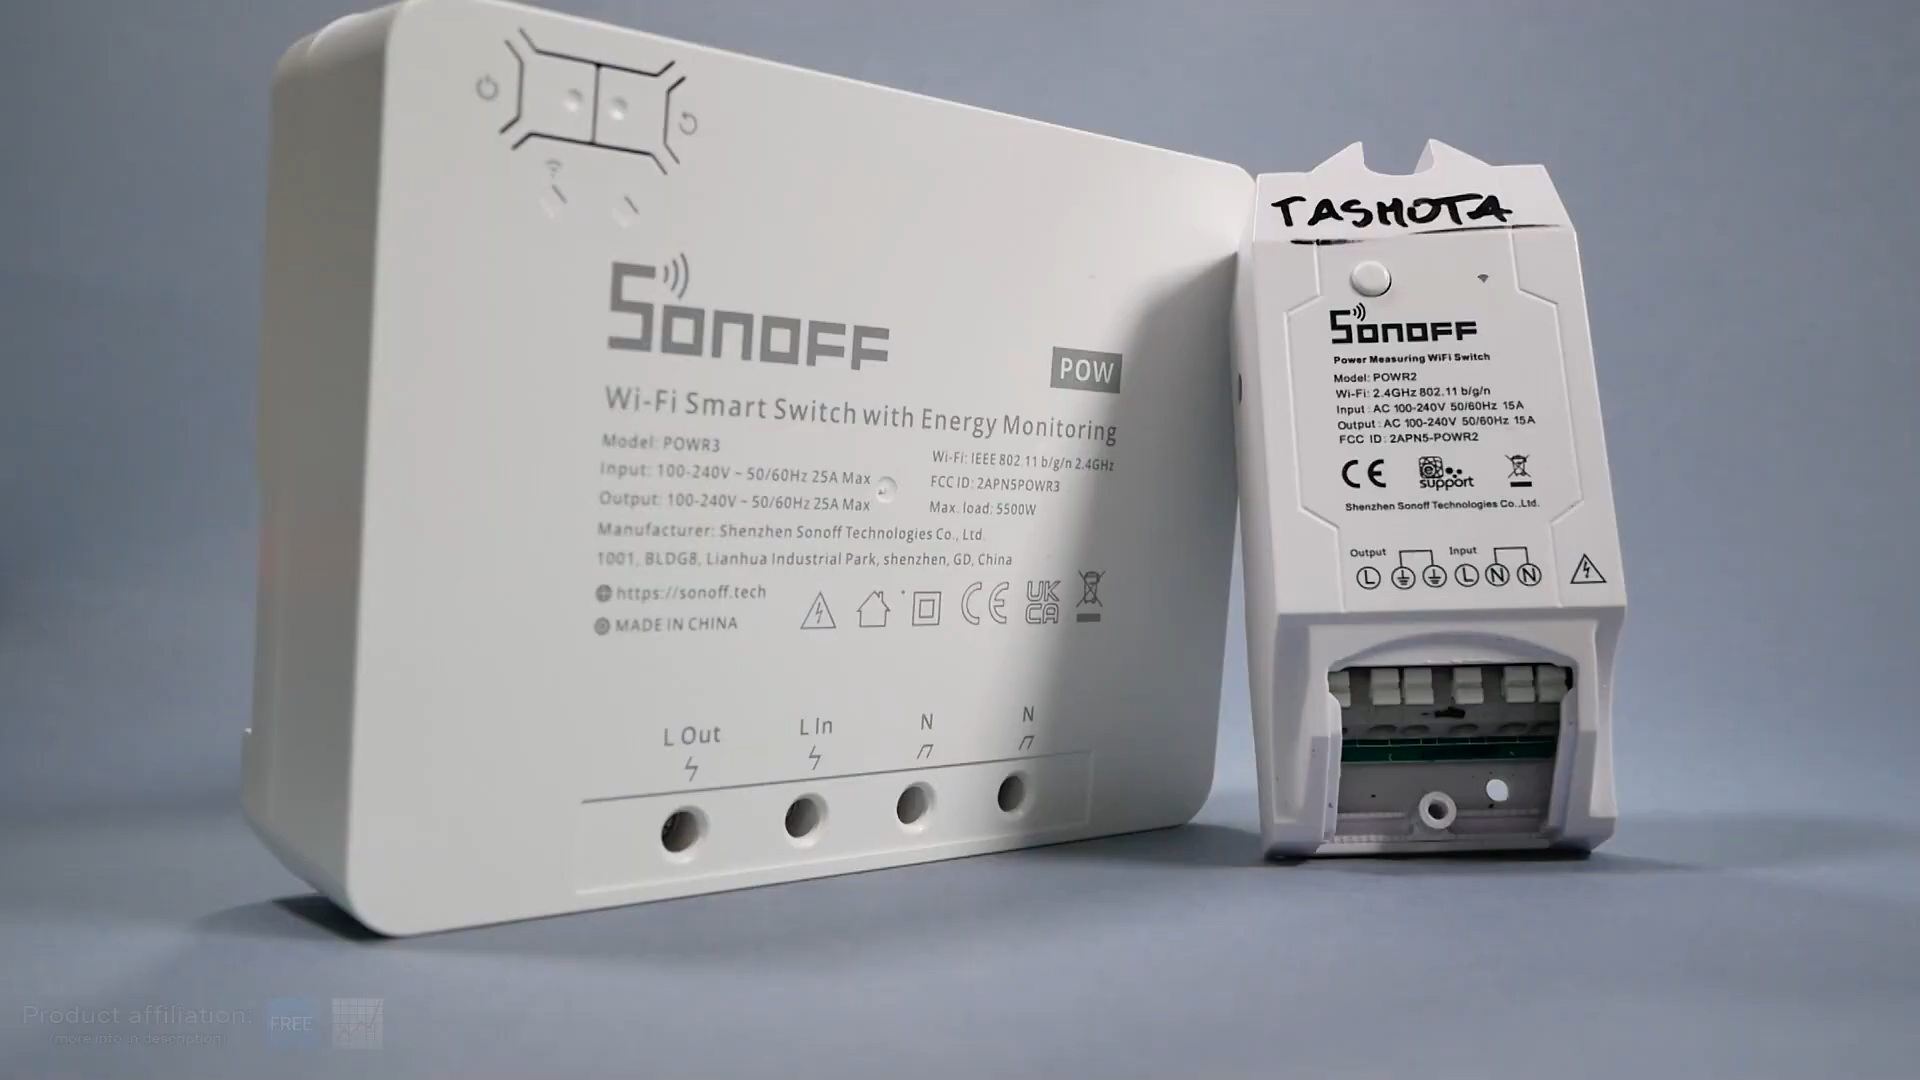 SONOFF
POW
Wi-Fi Smart Switch with Energy Monitoring
Model: POWR3
Input: 100-240V ~ 50/60Hz 25A Max
Output: 100-240V ~ 50/60Hz 25A Max
Wi-Fi: IEEE 802.11 b/g/n 2.4GHz
FCC ID: 2APN5POWR3
Max. load: 5500W
Manufacturer: Shenzhen Sonoff Technologies Co., Ltd.
1001, BLDG8, Lianhua Industrial Park, shenzhen, GD, China
https://sonoff.tech
MADE IN CHINA
CE
UK
CA
L Out
L In
N
N
TASMOTA
SONOFF
Power Measuring WiFi Switch
Model: POWR2
Wi-Fi: 2.4GHz 802.11 b/g/n
Input : AC 100-240V 50/60Hz 15A
Output : AC 100-240V 50/60Hz 15A
FCC ID: 2APN5-POWR2
CE
support
Shenzhen Sonoff Technologies Co.,Ltd.
Output Input
L L N N
Product affiliation.
(more info in description)
FREE